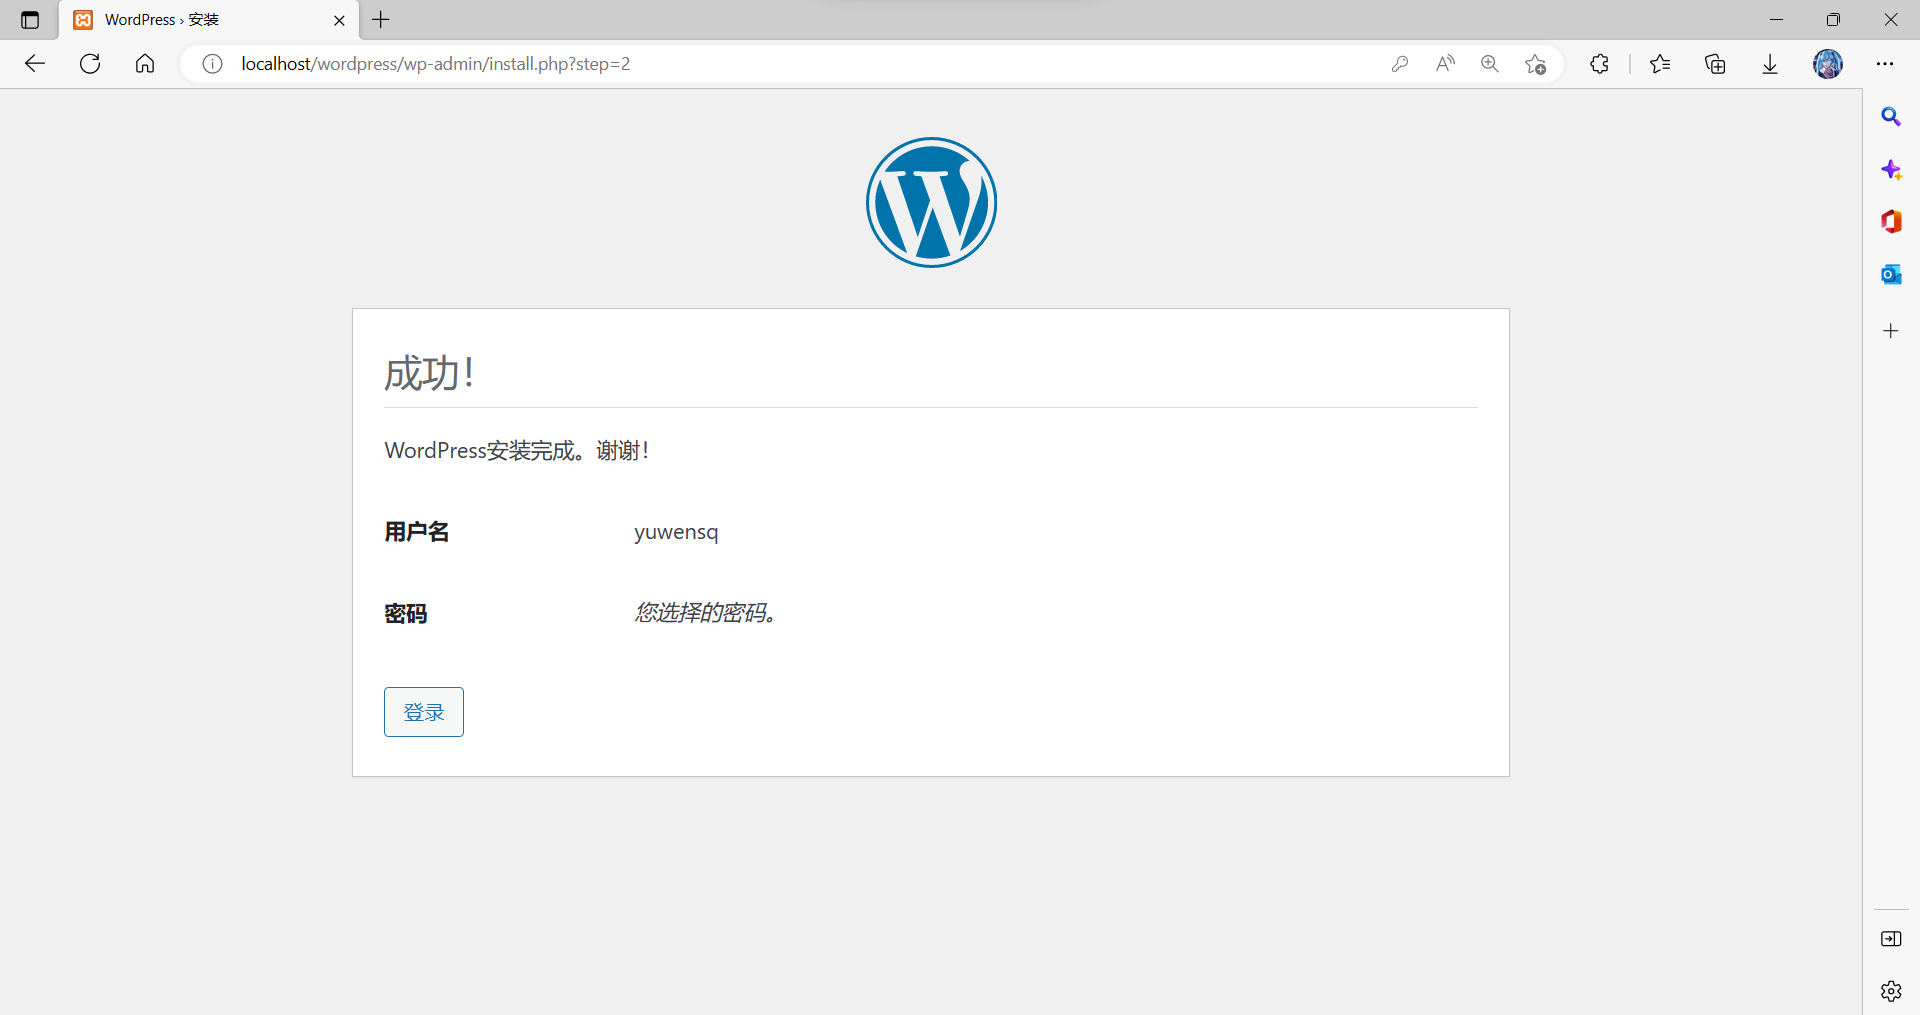 WordPress › 安装
localhost/wordpress/wp-admin/install.php?step=2
成功！
WordPress安装完成。谢谢！
用户名 yuwensq
密码 您选择的密码。
登录